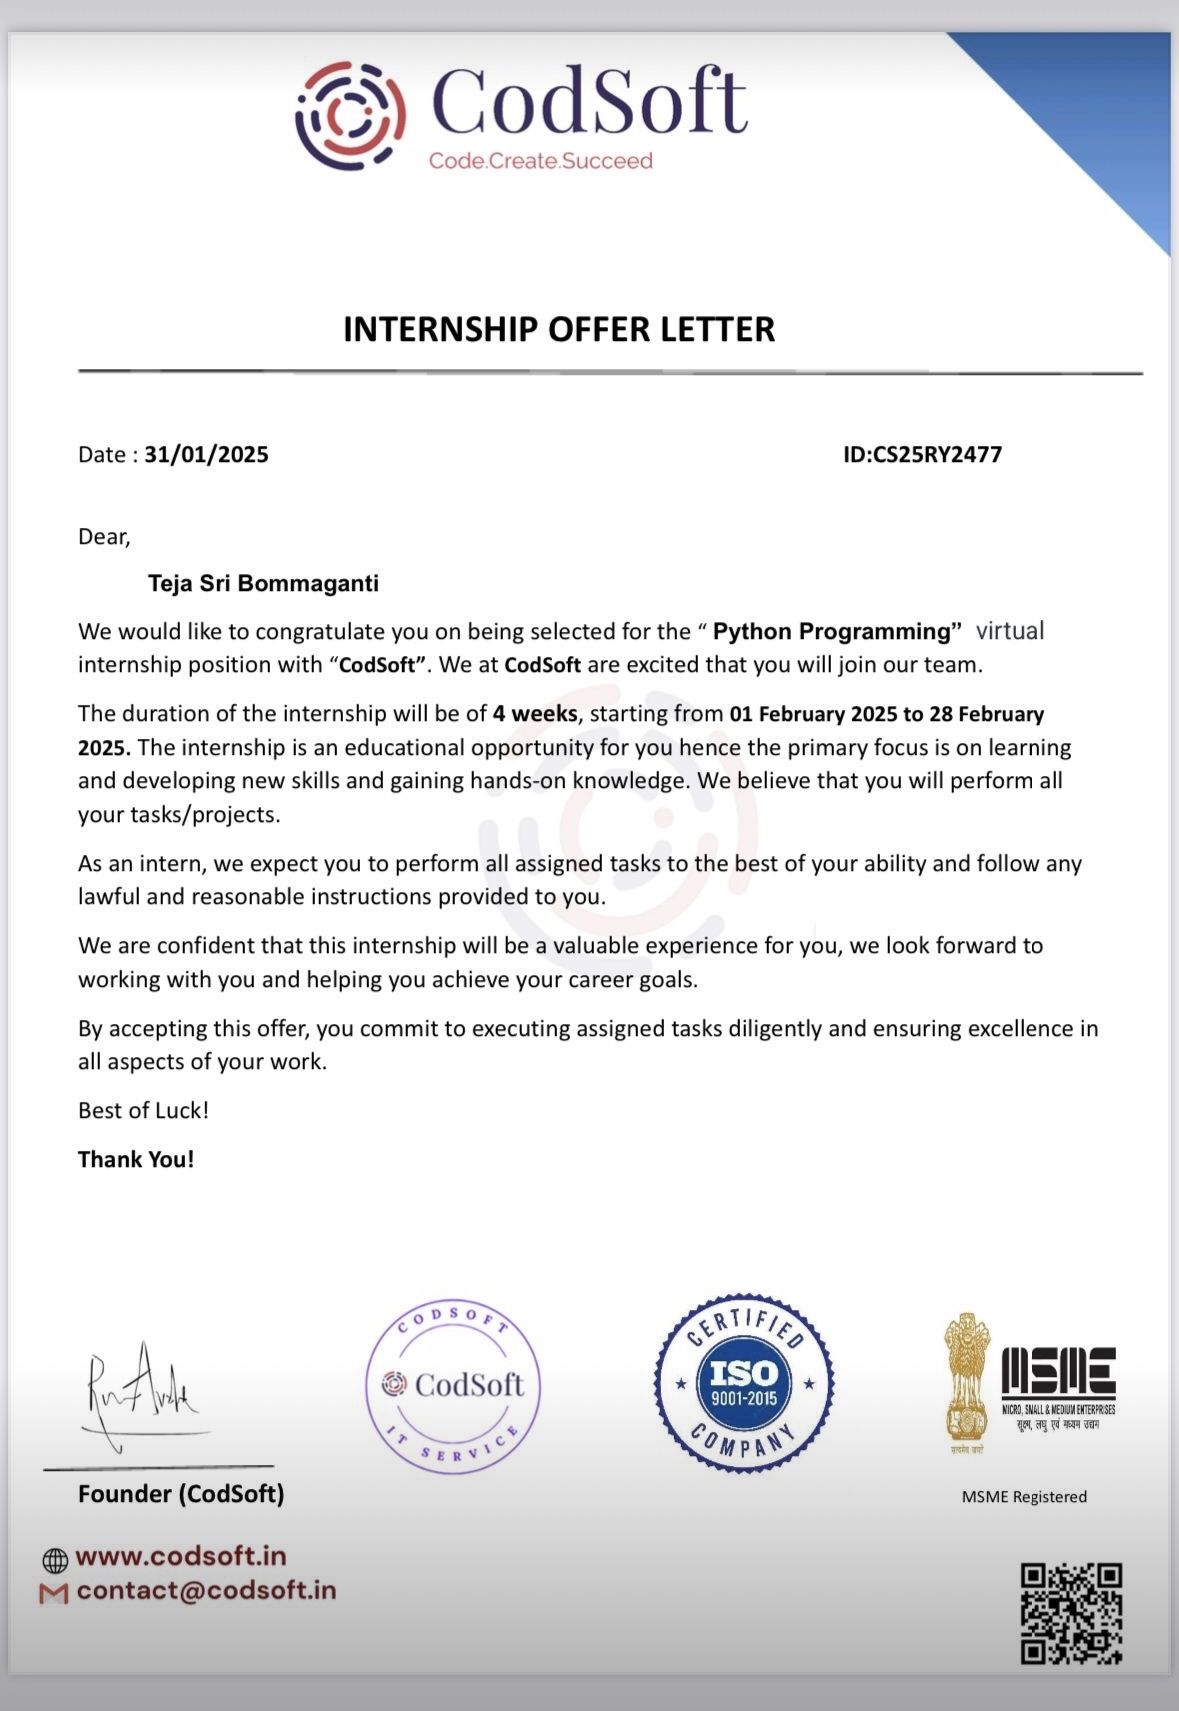 CodSoft
Code.Create.Succeed
INTERNSHIP OFFER LETTER
Date : 31/01/2025 ID:CS25RY2477
Dear,
Teja Sri Bommaganti
We would like to congratulate you on being selected for the “ Python Programming” virtual
internship position with “CodSoft”. We at CodSoft are excited that you will join our team.
The duration of the internship will be of 4 weeks, starting from 01 February 2025 to 28 February
2025. The internship is an educational opportunity for you hence the primary focus is on learning
and developing new skills and gaining hands-on knowledge. We believe that you will perform all
your tasks/projects.
As an intern, we expect you to perform all assigned tasks to the best of your ability and follow any
lawful and reasonable instructions provided to you.
We are confident that this internship will be a valuable experience for you, we look forward to
working with you and helping you achieve your career goals.
By accepting this offer, you commit to executing assigned tasks diligently and ensuring excellence in
all aspects of your work.
Best of Luck!
Thank You!
CODSOFT
CodSoft
IT SERVICE
CERTIFIED
ISO
9001-2015
COMPANY
MSME
MICRO, SMALL & MEDIUM ENTERPRISES
सूक्ष्म, लघु एवं मध्यम उद्यम
सत्यमेव जयते
Founder (CodSoft)
MSME Registered
www.codsoft.in
contact@codsoft.in